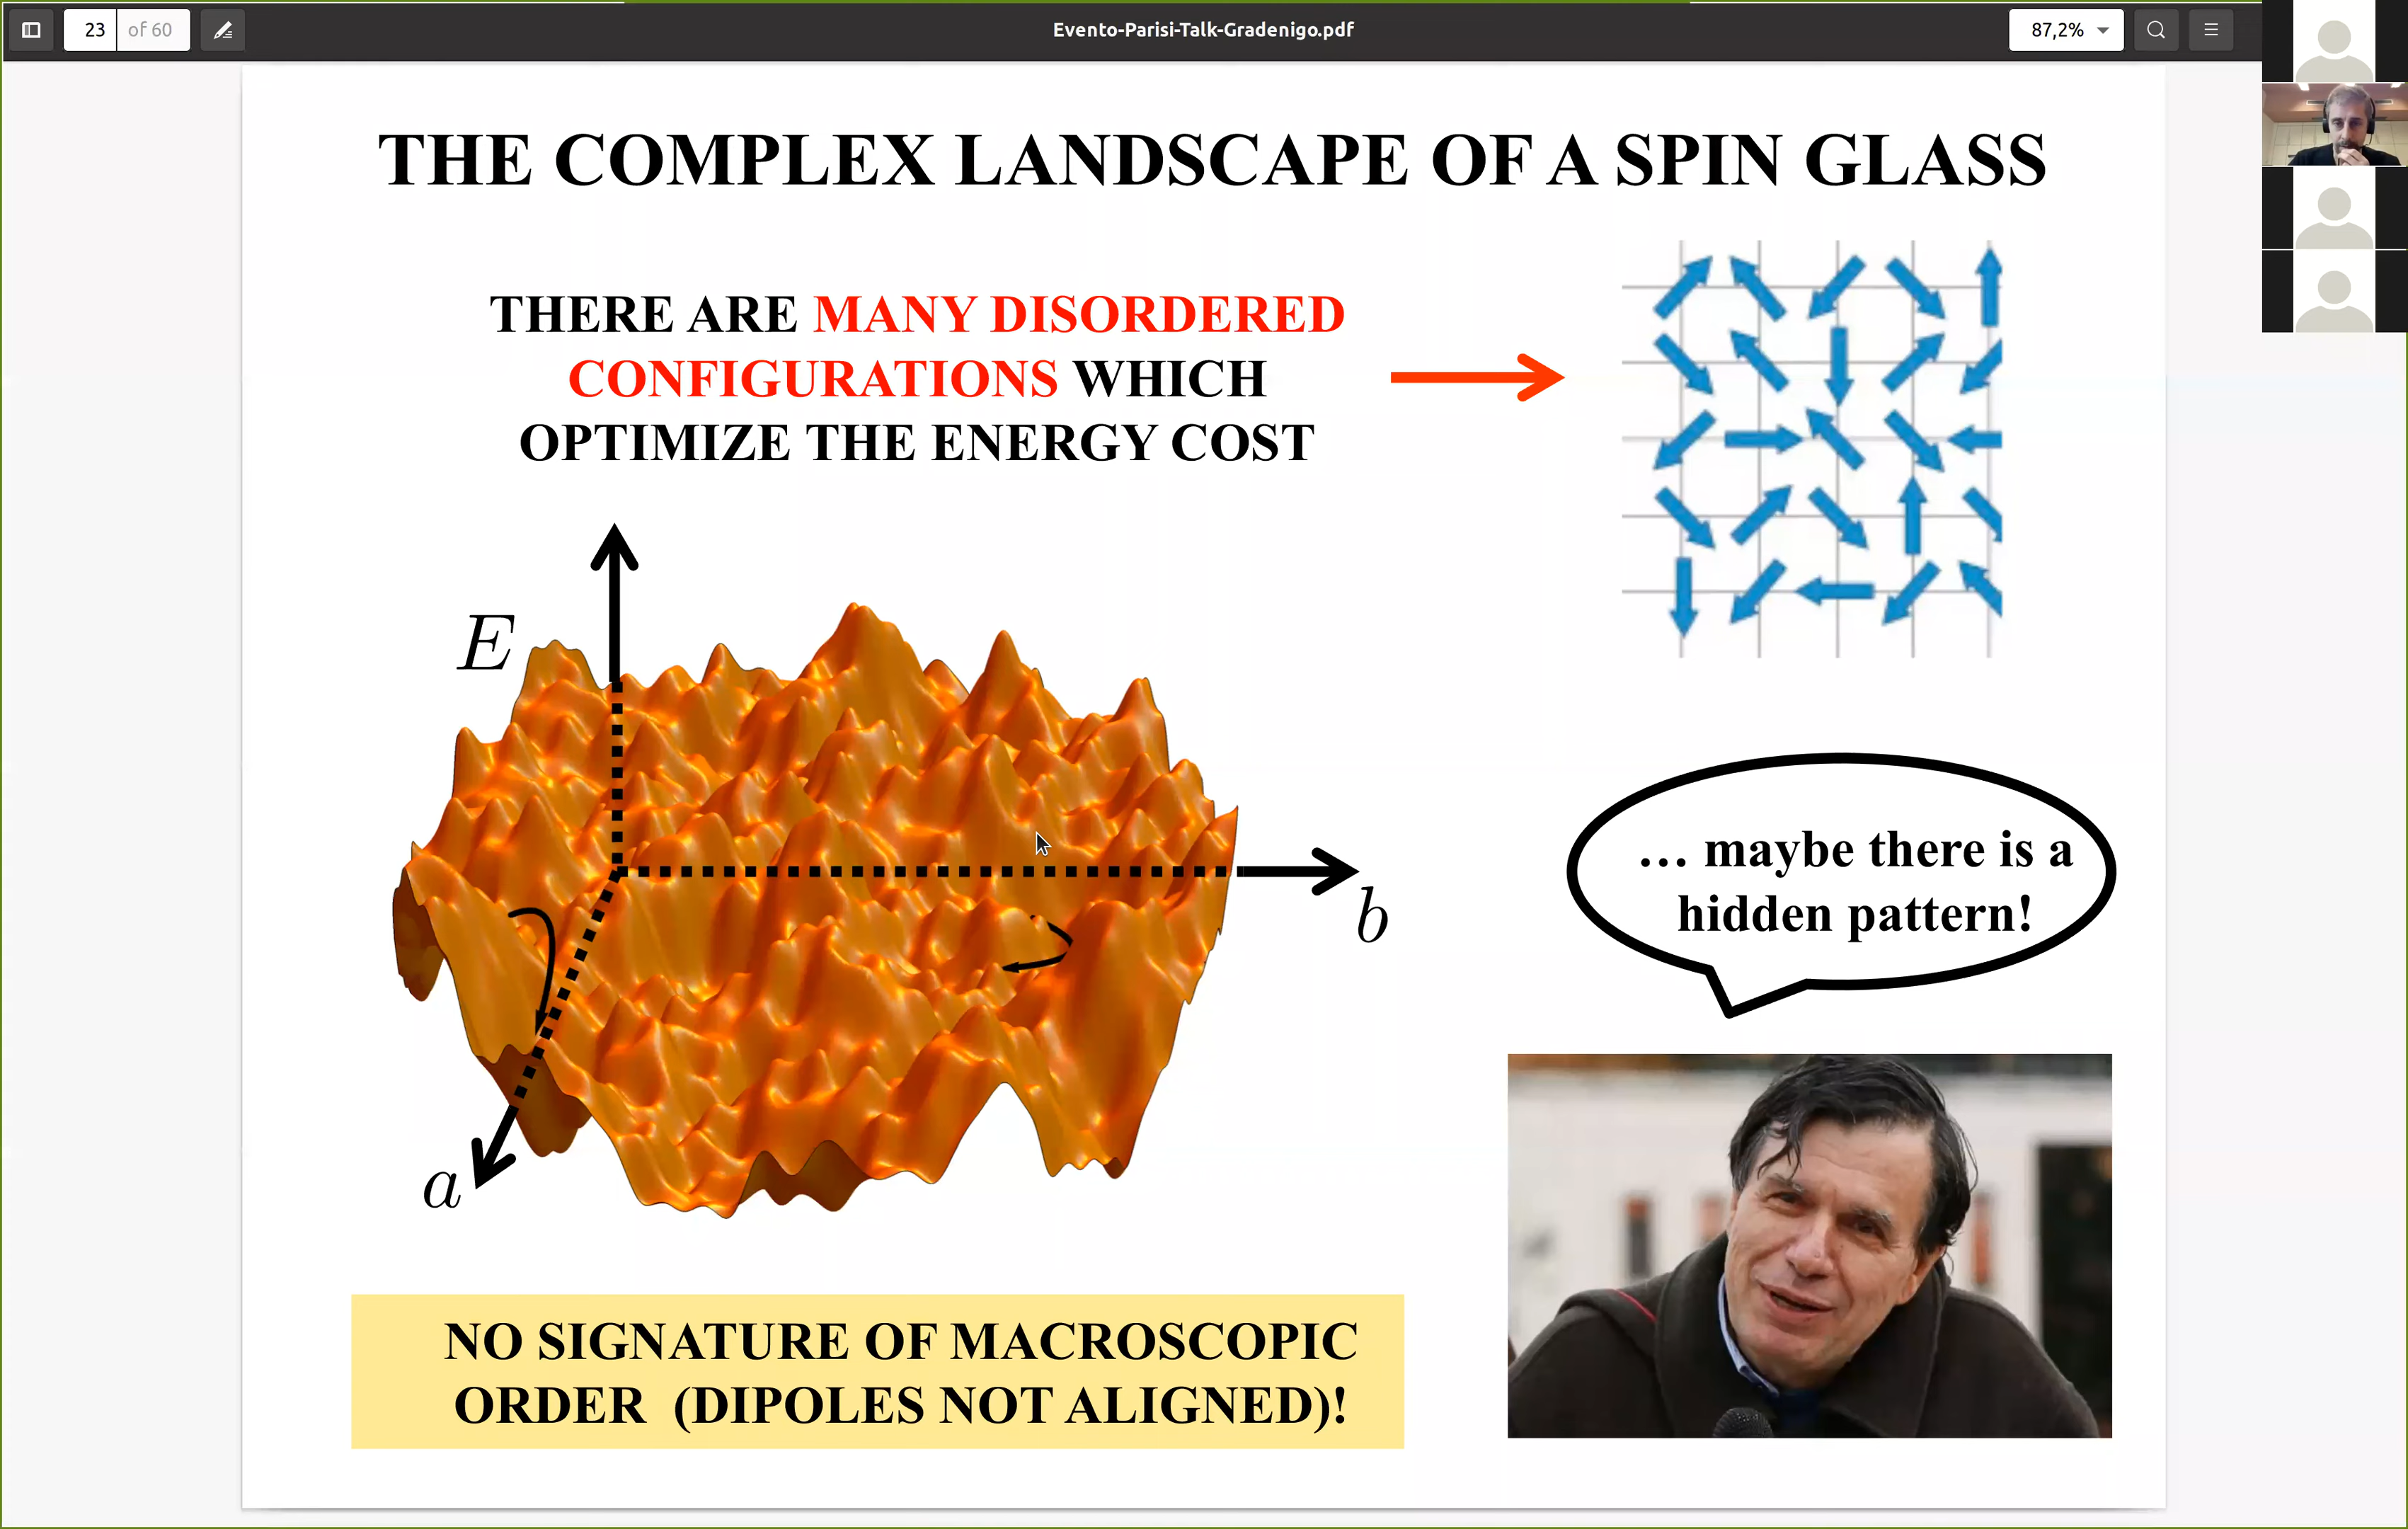 23 of 60
Evento-Parisi-Talk-Gradenigo.pdf
87,2%
THE COMPLEX LANDSCAPE OF A SPIN GLASS
THERE ARE MANY DISORDERED
CONFIGURATIONS WHICH
OPTIMIZE THE ENERGY COST
E
b
a
... maybe there is a
hidden pattern!
NO SIGNATURE OF MACROSCOPIC
ORDER (DIPOLES NOT ALIGNED)!